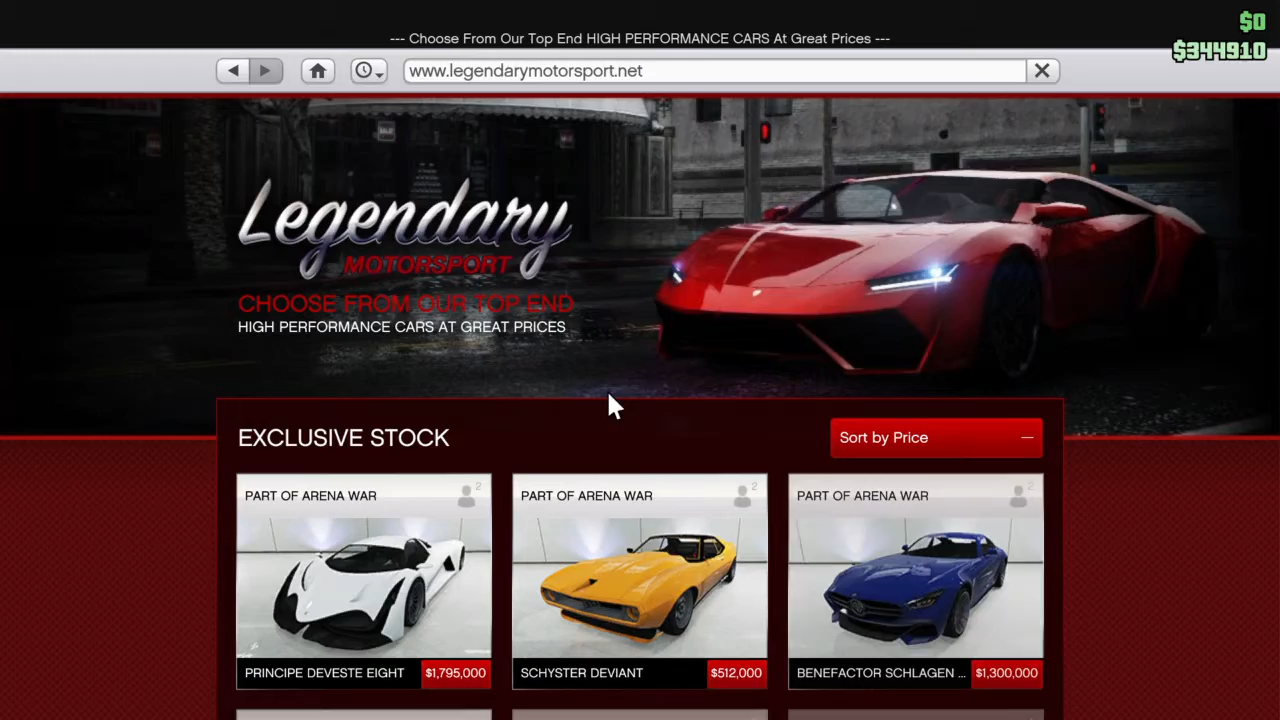 $0
--- Choose From Our Top End HIGH PERFORMANCE CARS At Great Prices ---
$344910
www.legendarymotorsport.net
Legendary
MOTORSPORT
CHOOSE FROM OUR TOP END
HIGH PERFORMANCE CARS AT GREAT PRICES
EXCLUSIVE STOCK
Sort by Price
PART OF ARENA WAR 2
PART OF ARENA WAR 2
PART OF ARENA WAR 2
PRINCIPE DEVESTE EIGHT $1,795,000
SCHYSTER DEVIANT $512,000
BENEFACTOR SCHLAGEN ... $1,300,000